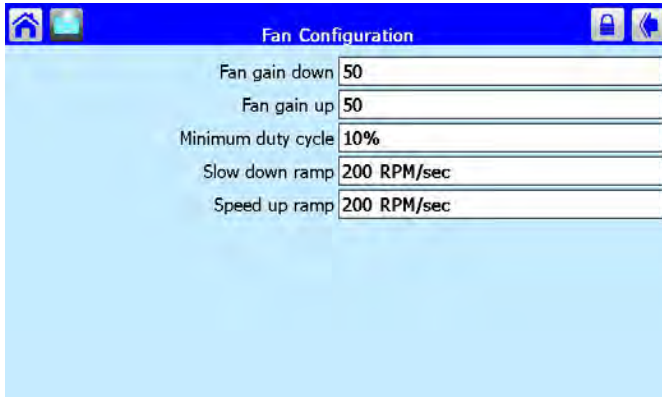 Fan Configuration
Fan gain down 50
Fan gain up 50
Minimum duty cycle 10%
Slow down ramp 200 RPM/sec
Speed up ramp 200 RPM/sec